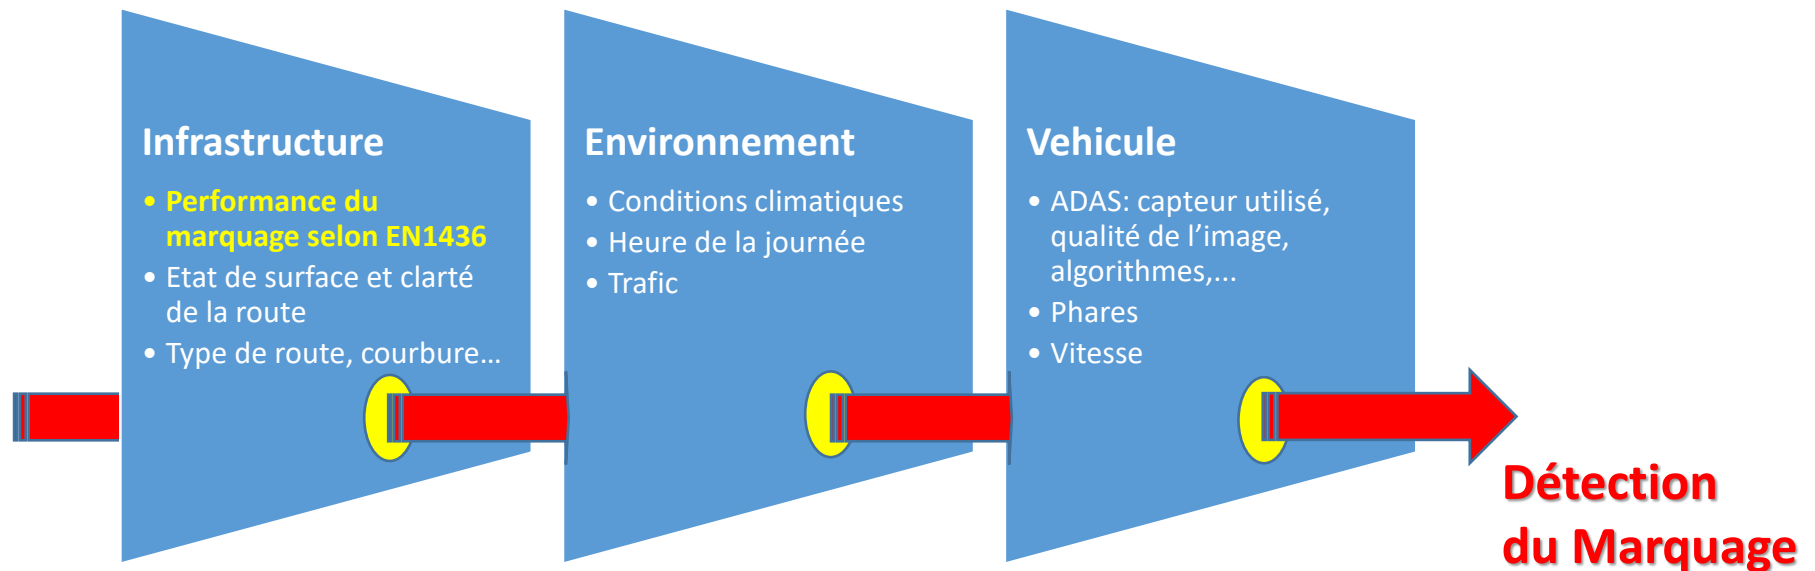 Infrastructure
• Performance du
marquage selon EN1436
• Etat de surface et clarté
de la route
• Type de route, courbure…
Environnement
• Conditions climatiques
• Heure de la journée
• Trafic
Vehicule
• ADAS: capteur utilisé,
qualité de l’image,
algorithmes,...
• Phares
• Vitesse
Détection
du Marquage